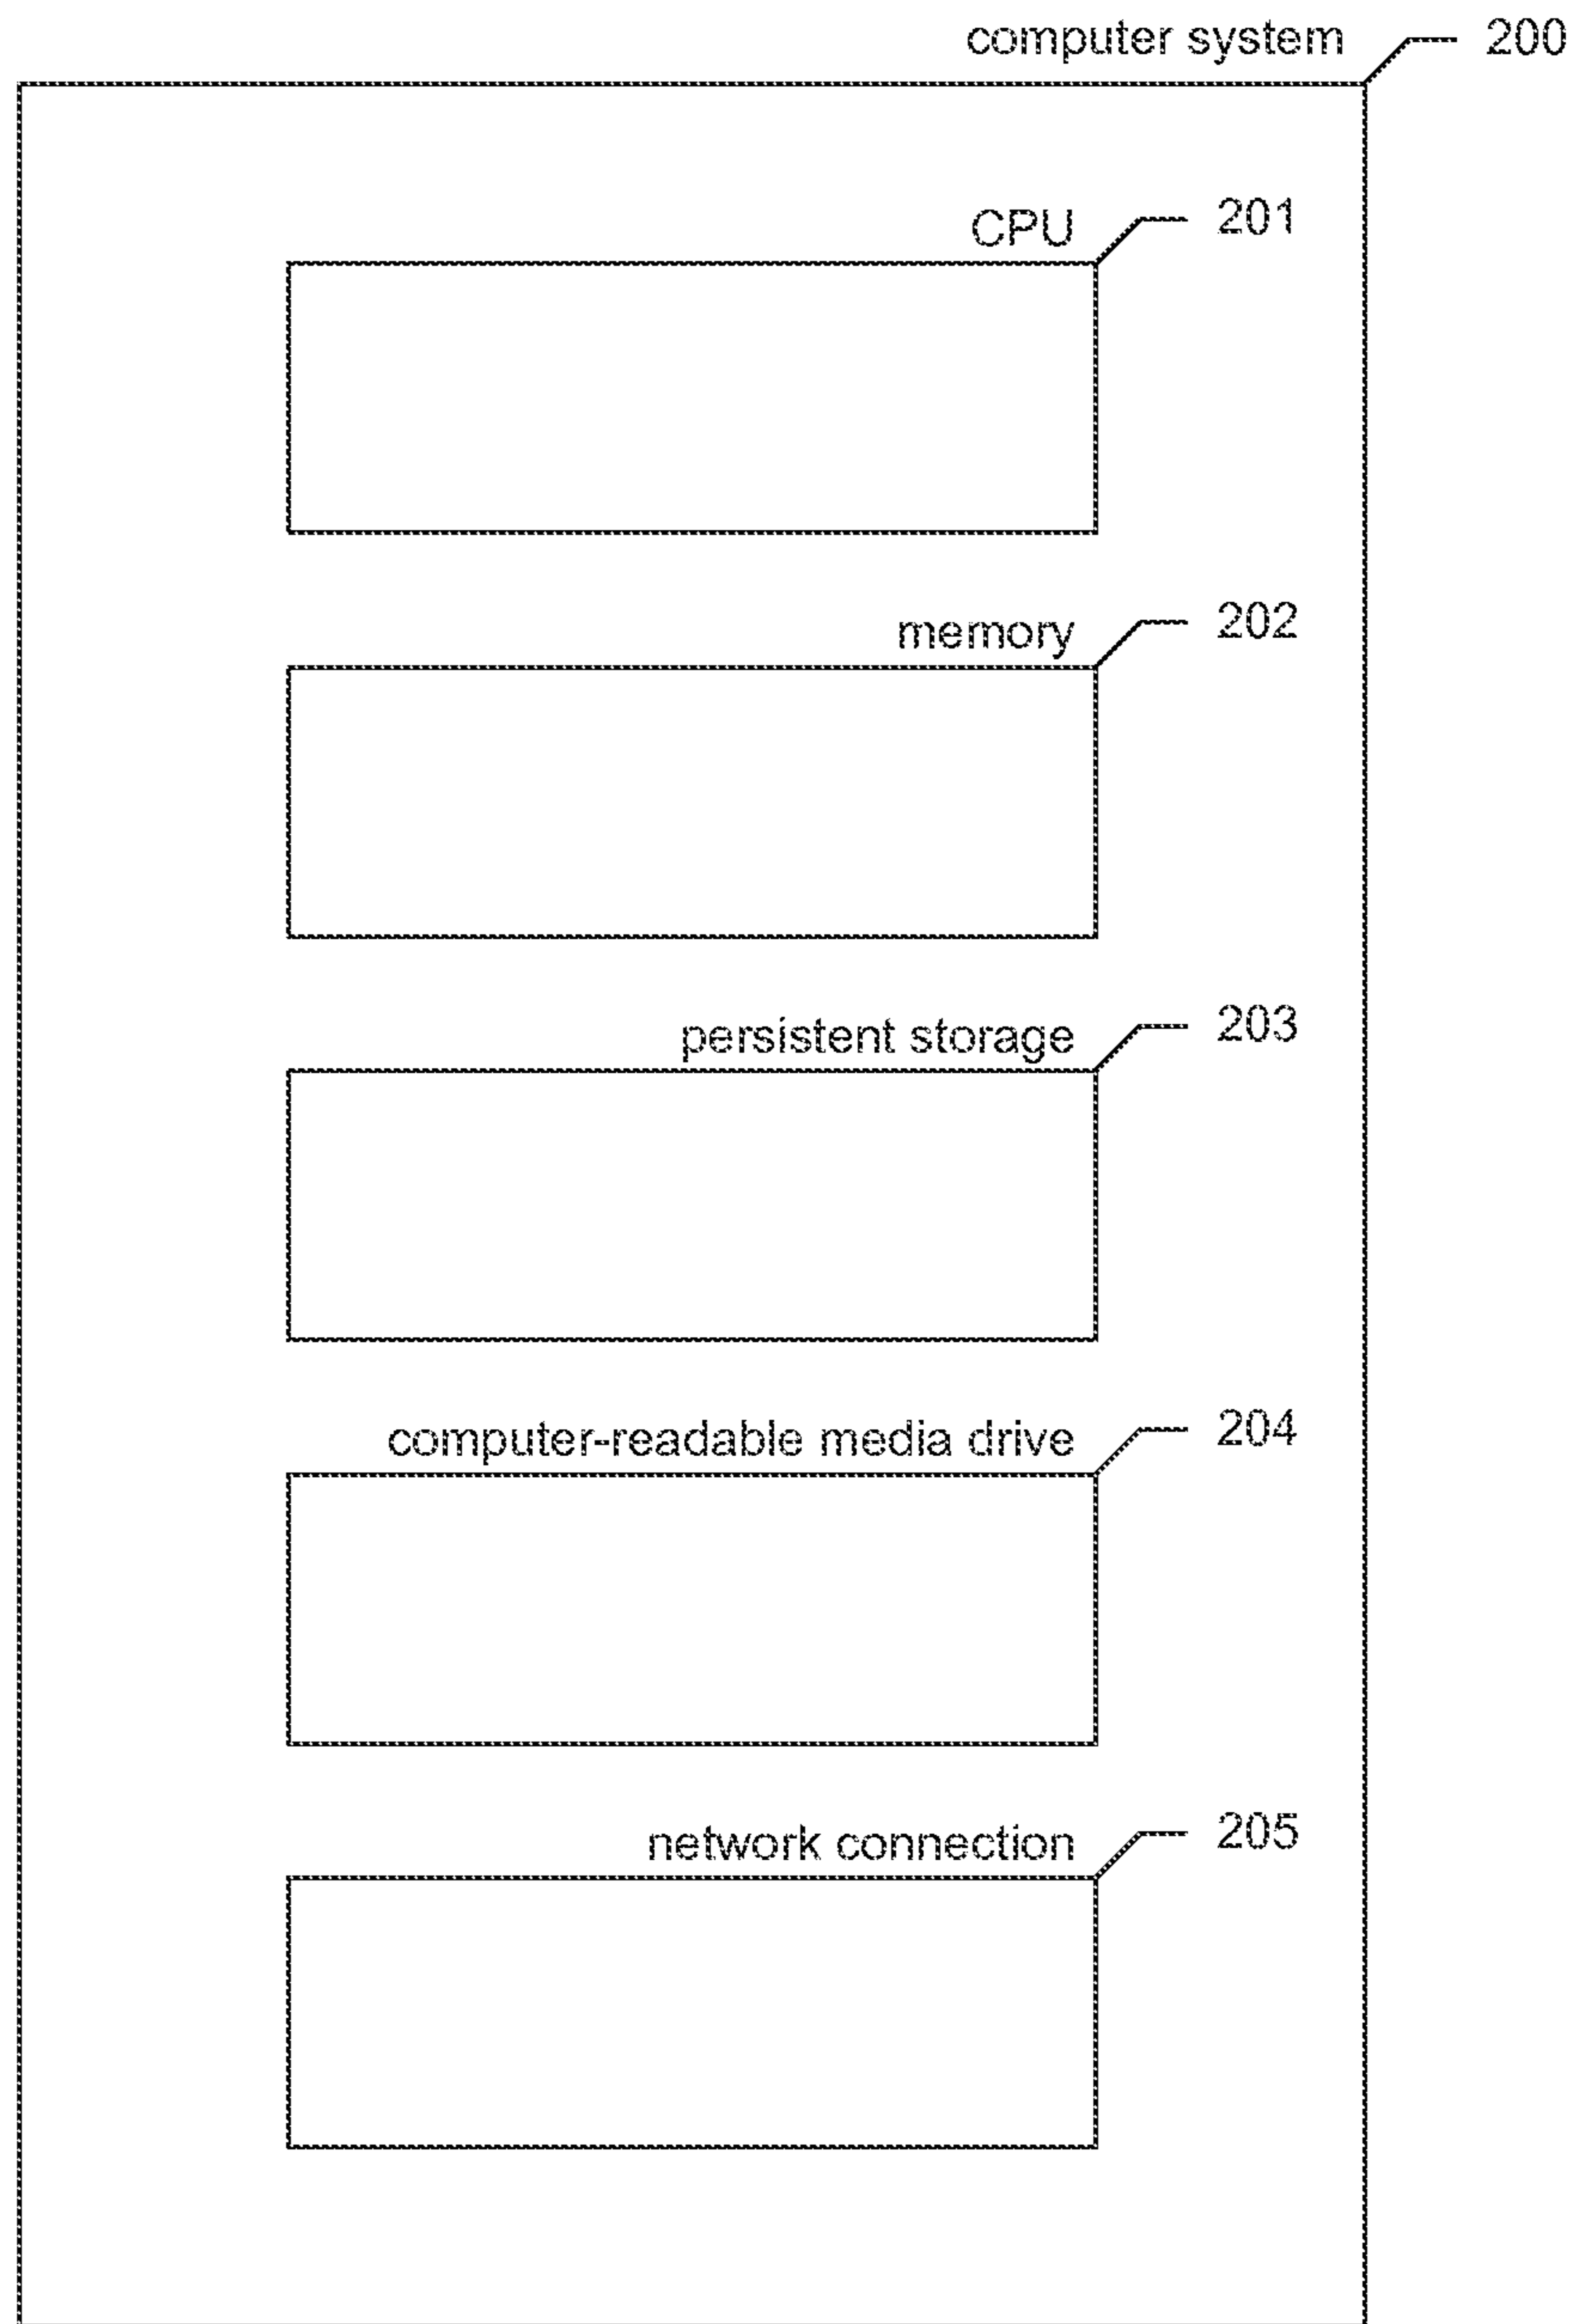 computer system 200
CPU 201
memory 202
persistent storage 203
computer-readable media drive 204
network connection 205